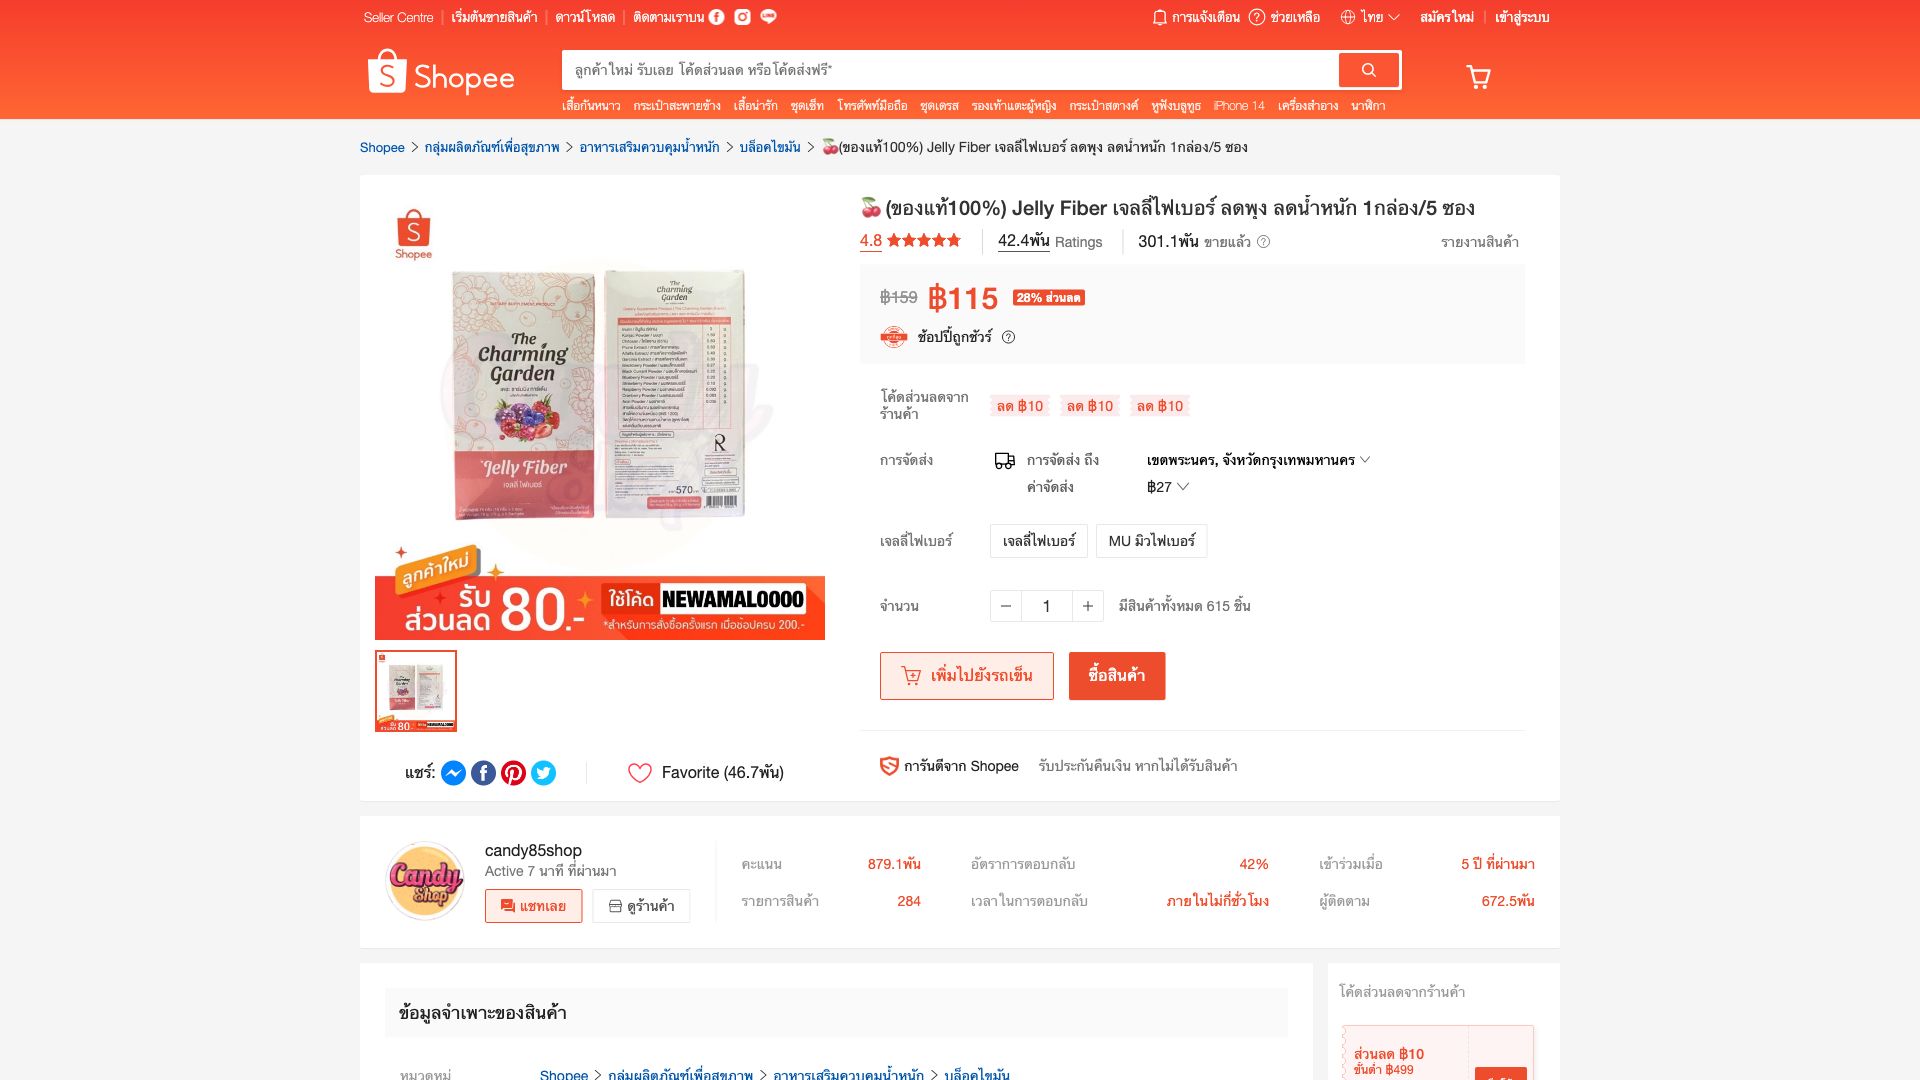 Seller Centre
เริ่มต้นขายสินค้า
ดาวน์โหลด
ติดตามเราบน
การแจ้งเตือน
ช่วยเหลือ
ไทย
สมัครใหม่
เข้าสู่ระบบ
Shopee
ลูกค้าใหม่ รับเลย โค้ดส่วนลด หรือโค้ดส่งฟรี*
เสื้อกันหนาว กระเป๋าสะพายข้าง เสื้อน่ารัก ชุดเซ็ท โทรศัพท์มือถือ ชุดเดรส รองเท้าแตะผู้หญิง กระเป๋าสตางค์ หูฟังบลูทูธ iPhone 14 เครื่องสำอาง นาฬิกา
Shopee > กลุ่มผลิตภัณฑ์เพื่อสุขภาพ > อาหารเสริมควบคุมน้ำหนัก > บล็อคไขมัน > 🍒(ของแท้100%) Jelly Fiber เจลลี่ไฟเบอร์ ลดพุง ลดน้ำหนัก 1กล่อง/5 ซอง
Shopee
DIETARY SUPPLEMENT PRODUCT
The
Charming
Garden
เดอะ ชาร์มมิ่ง การ์เด้น
Jelly Fiber
เจลลี่ ไฟเบอร์
The
Charming
Garden
570
ลูกค้าใหม่
รับ
ส่วนลด
80.-
ใช้โค้ด NEWAMAL0000
*สำหรับการสั่งซื้อครั้งแรก เมื่อช้อปครบ 200.-
แชร์:
Favorite (46.7พัน)
🍒 (ของแท้100%) Jelly Fiber เจลลี่ไฟเบอร์ ลดพุง ลดน้ำหนัก 1กล่อง/5 ซอง
4.8
42.4พัน Ratings
301.1พัน ขายแล้ว
รายงานสินค้า
฿159 ฿115 28% ส่วนลด
ช้อปปี้ถูกชัวร์
โค้ดส่วนลดจาก
ร้านค้า
ลด ฿10 ลด ฿10 ลด ฿10
การจัดส่ง
การจัดส่ง ถึง
เขตพระนคร, จังหวัดกรุงเทพมหานคร
ค่าจัดส่ง
฿27
เจลลี่ไฟเบอร์
เจลลี่ไฟเบอร์
MU มิวไฟเบอร์
จำนวน
1
มีสินค้าทั้งหมด 615 ชิ้น
เพิ่มไปยังรถเข็น
ซื้อสินค้า
การันตีจาก Shopee
รับประกันคืนเงิน หากไม่ได้รับสินค้า
Candy
Shop
candy85shop
Active 7 นาที ที่ผ่านมา
แชทเลย
ดูร้านค้า
คะแนน 879.1พัน
อัตราการตอบกลับ 42%
เข้าร่วมเมื่อ 5 ปี ที่ผ่านมา
รายการสินค้า 284
เวลาในการตอบกลับ ภายในไม่กี่ชั่วโมง
ผู้ติดตาม 672.5พัน
ข้อมูลจำเพาะของสินค้า
หมวดหมู่
Shopee > กลุ่มผลิตภัณฑ์เพื่อสุขภาพ > อาหารเสริมควบคุมน้ำหนัก > บล็อคไขมัน
โค้ดส่วนลดจากร้านค้า
ส่วนลด ฿10
ขั้นต่ำ ฿499